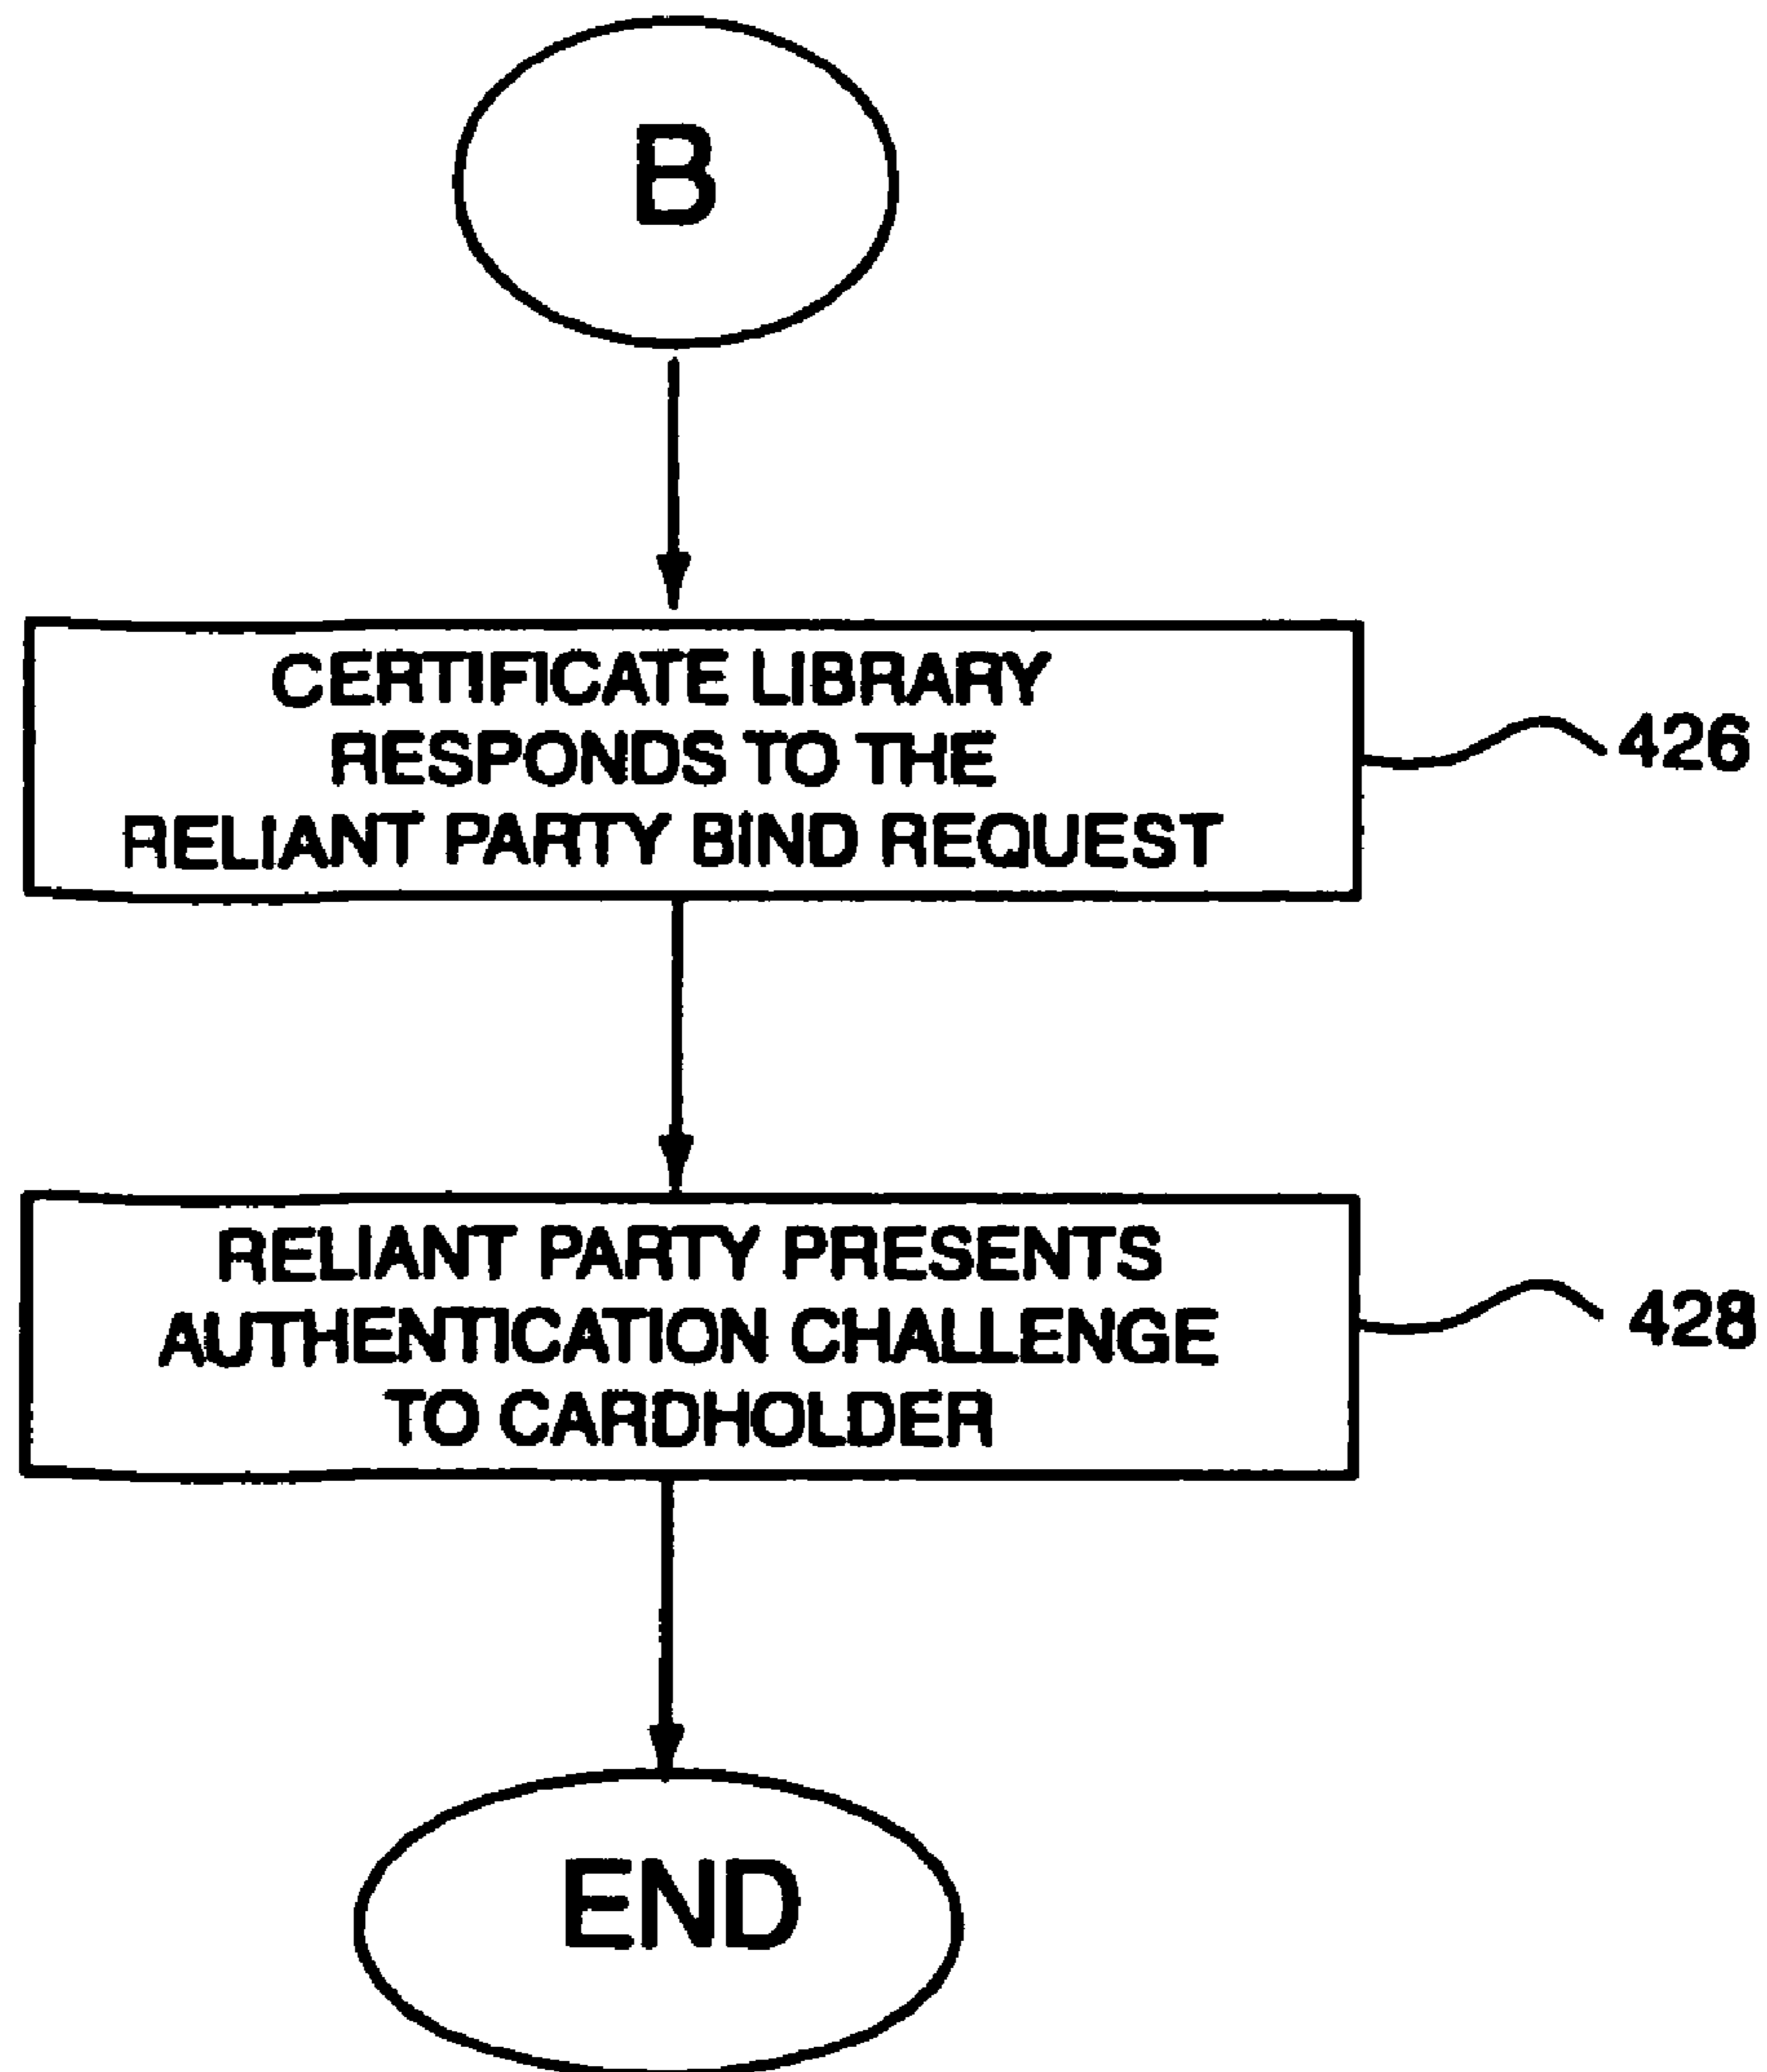 B
CERTIFICATE LIBRARY
RESPONDS TO THE
RELIANT PARTY BIND REQUEST
426
RELIANT PARTY PRESENTS
AUTHENTICATION CHALLENGE
TO CARDHOLDER
428
END